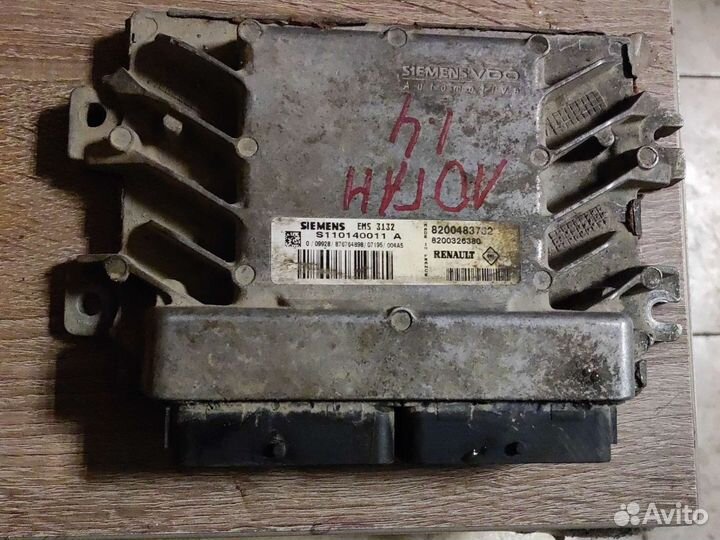 SIEMENS VDO
Automotive
14
ЛОГАН
SIEMENS EMS 3132
S110140011 A
8200483732
8200326380
RENAULT
Avito